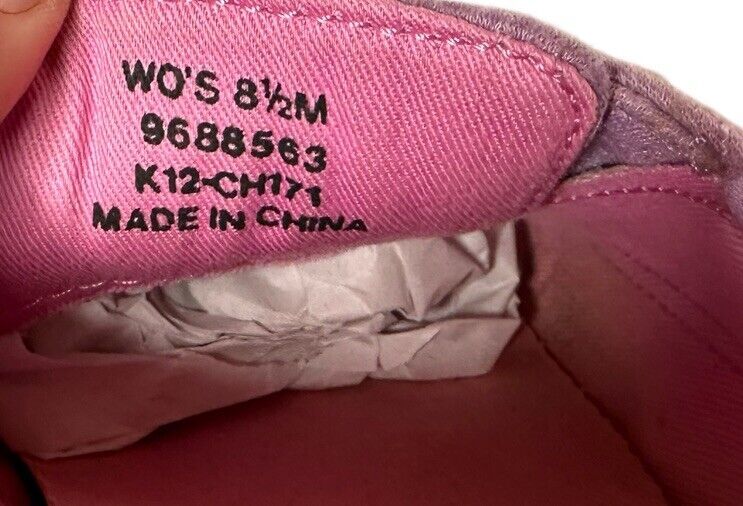 WO'S 8½M
9688563
K12-CH171
MADE IN CHINA